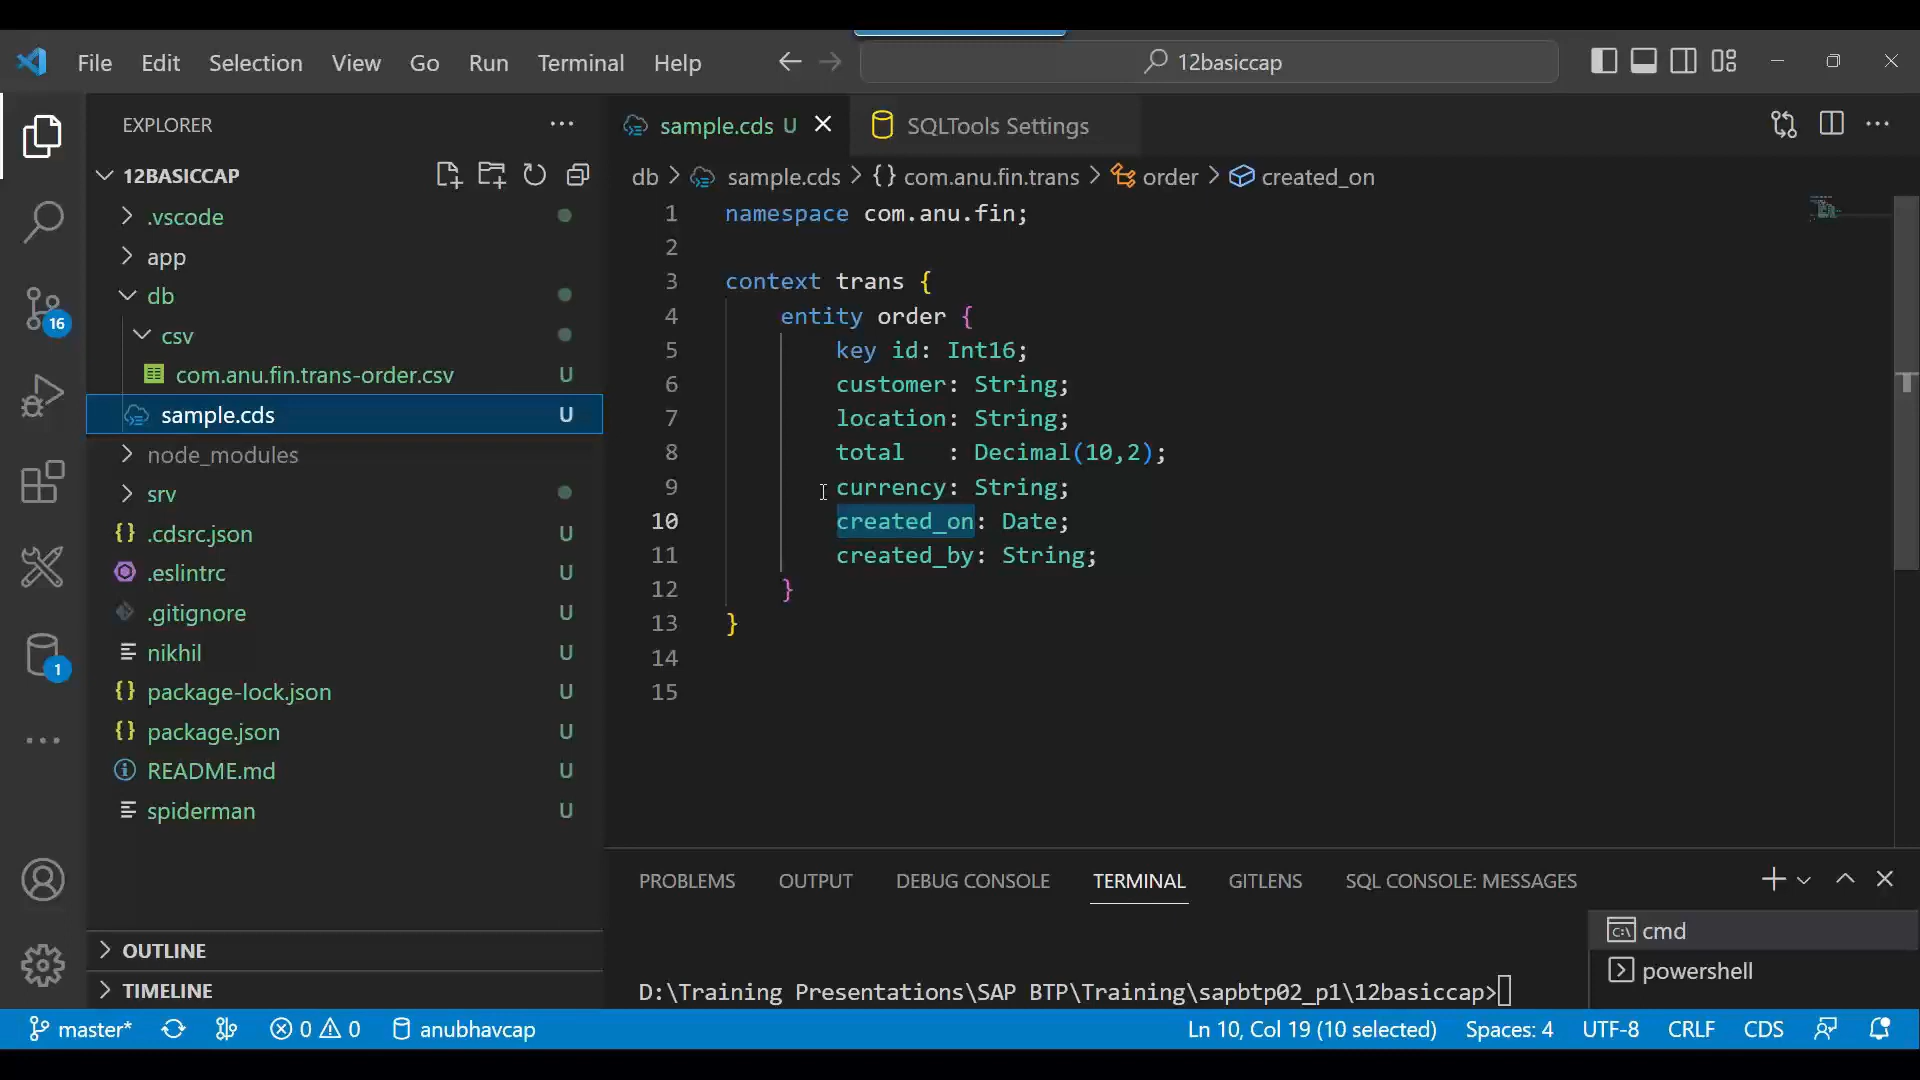 File Edit Selection View Go Run Terminal Help
12basiccap
EXPLORER
12BASICCAP
.vscode
app
db
csv
com.anu.fin.trans-order.csv U
sample.cds U
node_modules
srv
.cdsrc.json U
.eslintrc U
.gitignore U
nikhil U
package-lock.json U
package.json U
README.md U
spiderman U
OUTLINE
TIMELINE
16
1
sample.cds U
SQLTools Settings
db > sample.cds > {} com.anu.fin.trans > order > created_on
1 namespace com.anu.fin;
2
3 context trans {
4 entity order {
5 key id: Int16;
6 customer: String;
7 location: String;
8 total : Decimal(10,2);
9 currency: String;
10 created_on: Date;
11 created_by: String;
12 }
13 }
14
15
PROBLEMS OUTPUT DEBUG CONSOLE TERMINAL GITLENS SQL CONSOLE: MESSAGES
D:\Training Presentations\SAP BTP\Training\sapbtp02_p1\12basiccap>
cmd
powershell
master* 0 0 anubhavcap Ln 10, Col 19 (10 selected) Spaces: 4 UTF-8 CRLF CDS